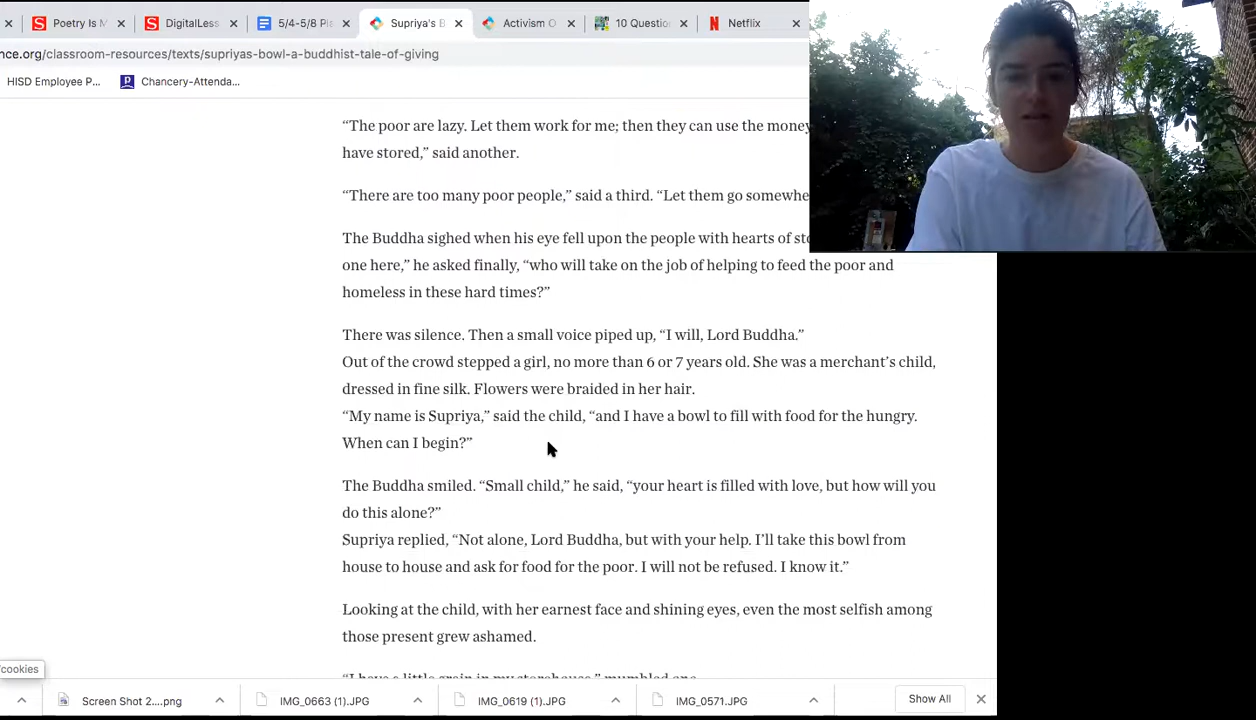 Poetry Is M
DigitalLess
5/4-5/8 Pl
Supriya's B
Activism O
10 Questio
Netflix
nce.org/classroom-resources/texts/supriyas-bowl-a-buddhist-tale-of-giving
HISD Employee P...
Chancery-Attenda...
“The poor are lazy. Let them work for me; then they can use the money
have stored,” said another.
“There are too many poor people,” said a third. “Let them go somewhe
The Buddha sighed when his eye fell upon the people with hearts of sto
one here,” he asked finally, “who will take on the job of helping to feed the poor and
homeless in these hard times?”
There was silence. Then a small voice piped up, “I will, Lord Buddha.”
Out of the crowd stepped a girl, no more than 6 or 7 years old. She was a merchant’s child,
dressed in fine silk. Flowers were braided in her hair.
“My name is Supriya,” said the child, “and I have a bowl to fill with food for the hungry.
When can I begin?”
The Buddha smiled. “Small child,” he said, “your heart is filled with love, but how will you
do this alone?”
Supriya replied, “Not alone, Lord Buddha, but with your help. I’ll take this bowl from
house to house and ask for food for the poor. I will not be refused. I know it.”
Looking at the child, with her earnest face and shining eyes, even the most selfish among
those present grew ashamed.
“I have a little grain in my storehouse,” mumbled one.
/cookies
Screen Shot 2....png
IMG_0663 (1).JPG
IMG_0619 (1).JPG
IMG_0571.JPG
Show All